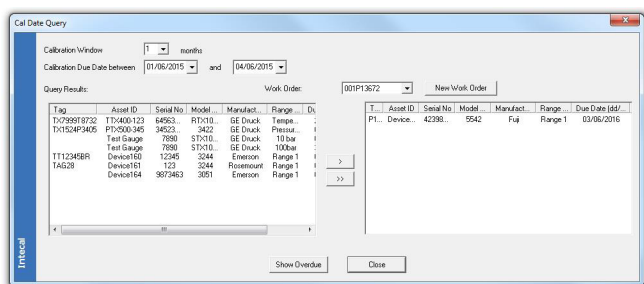 Cal Date Query
Calibration Window 1 months
Calibration Due Date between 01/06/2015 and 04/06/2015
Query Results: Work Order: 001P13672 New Work Order
Tag Asset ID Serial No Model ... Manufact... Range ... Du
TX7999T8732 TTX400-123 64563... RTX10... GE Druck Tempe...
TX1524P3405 PTX500-345 34523... 3422 GE Druck Pressur...
Test Gauge 7890 STX10... GE Druck 10 bar
Test Gauge 7890 STX10... GE Druck 100bar
TT12345BR Device160 12345 3244 Emerson Range 1
TAG28 Device161 123 3244 Rosemount Range 1
Device164 9873463 3051 Emerson Range 1
>
>>
T... Asset ID Serial No Model ... Manufact... Range ... Due Date (dd/...
P1... Device... 42398... 5542 Fuji Range 1 03/06/2016
Show Overdue Close
Intecal